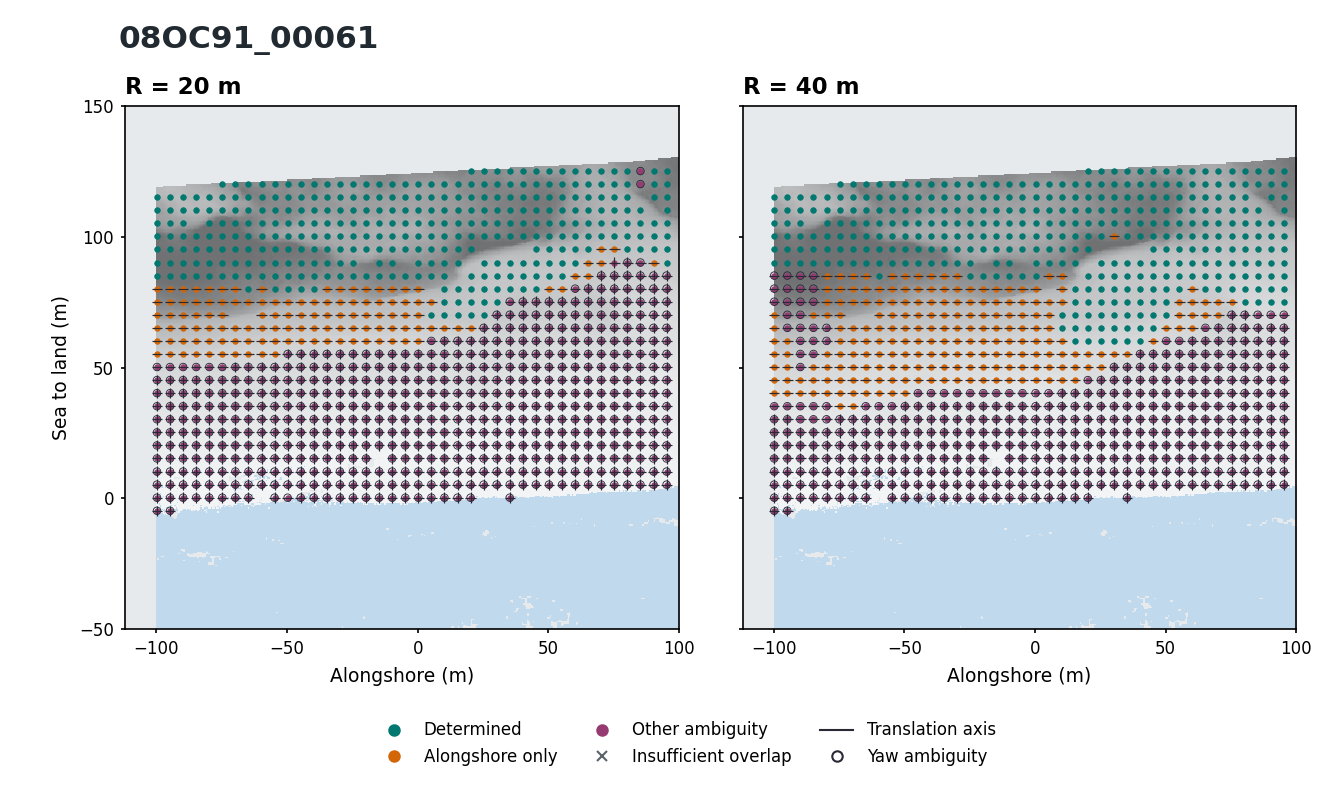 08OC91_00061
R = 20 m
R = 40 m
150
100
50
0
−50
Sea to land (m)
−100
−50
0
50
100
−100
−50
0
50
100
Alongshore (m)
Alongshore (m)
Determined
Other ambiguity
Translation axis
Alongshore only
Insufficient overlap
Yaw ambiguity